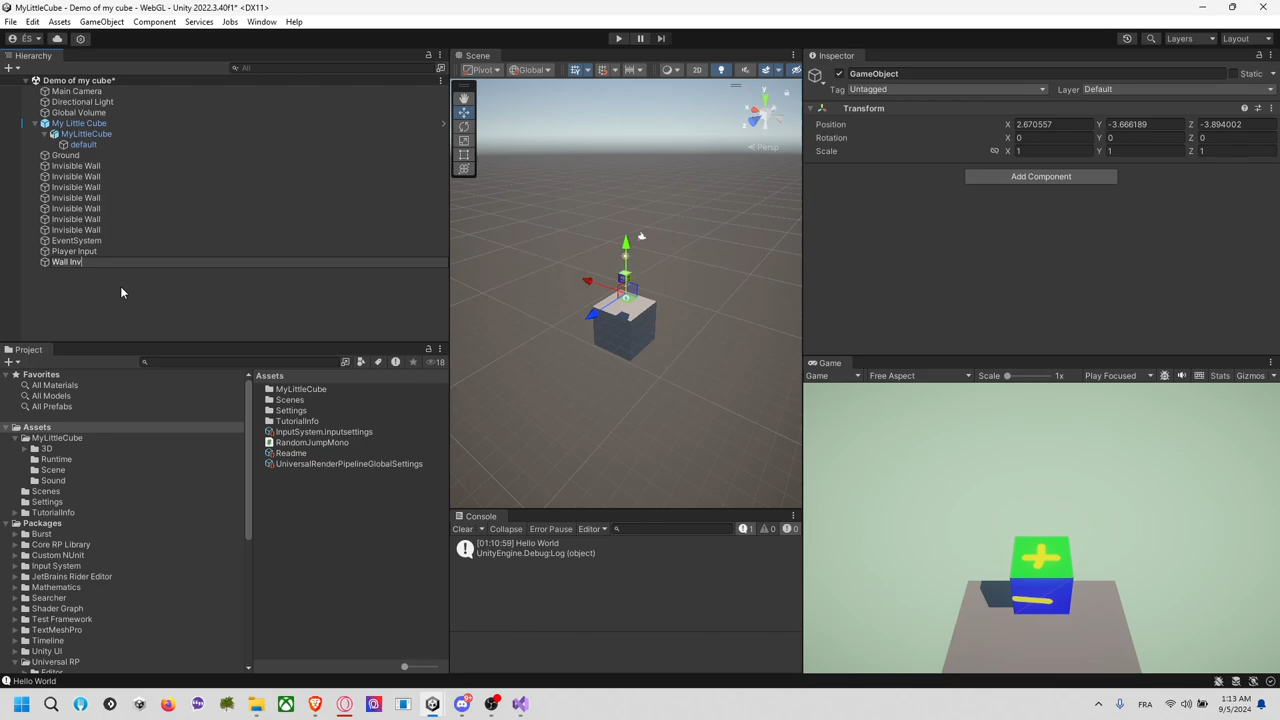 MyLittleCube - Demo of my cube - WebGL - Unity 2022.3.40f1* <DX11>
File Edit Assets GameObject Component Services Jobs Window Help
ÉS Layers Layout
Hierarchy
All
Demo of my cube*
Main Camera
Directional Light
Global Volume
My Little Cube
MyLittleCube
default
Ground
Invisible Wall
Invisible Wall
Invisible Wall
Invisible Wall
Invisible Wall
Invisible Wall
Invisible Wall
EventSystem
Player Input
Wall Inv
Scene
Pivot Global 2D
y
x
z
Persp
Inspector
GameObject Static
Tag Untagged Layer Default
Transform
Position X 2.670557 Y -3.666189 Z -3.894002
Rotation X 0 Y 0 Z 0
Scale X 1 Y 1 Z 1
Add Component
Project
18
Favorites
All Materials
All Models
All Prefabs
Assets
MyLittleCube
3D
Runtime
Scene
Sound
Scenes
Settings
TutorialInfo
Packages
Burst
Core RP Library
Custom NUnit
Input System
JetBrains Rider Editor
Mathematics
Searcher
Shader Graph
Test Framework
TextMeshPro
Timeline
Unity UI
Universal RP
Editor
Assets
MyLittleCube
Scenes
Settings
TutorialInfo
InputSystem.inputsettings
RandomJumpMono
Readme
UniversalRenderPipelineGlobalSettings
Console
Clear Collapse Error Pause Editor 1 0 0
[01:10:59] Hello World
UnityEngine.Debug:Log (object)
Game
Game Free Aspect Scale 1x Play Focused Stats Gizmos
Hello World
FR 1:13 AM
9/5/2024